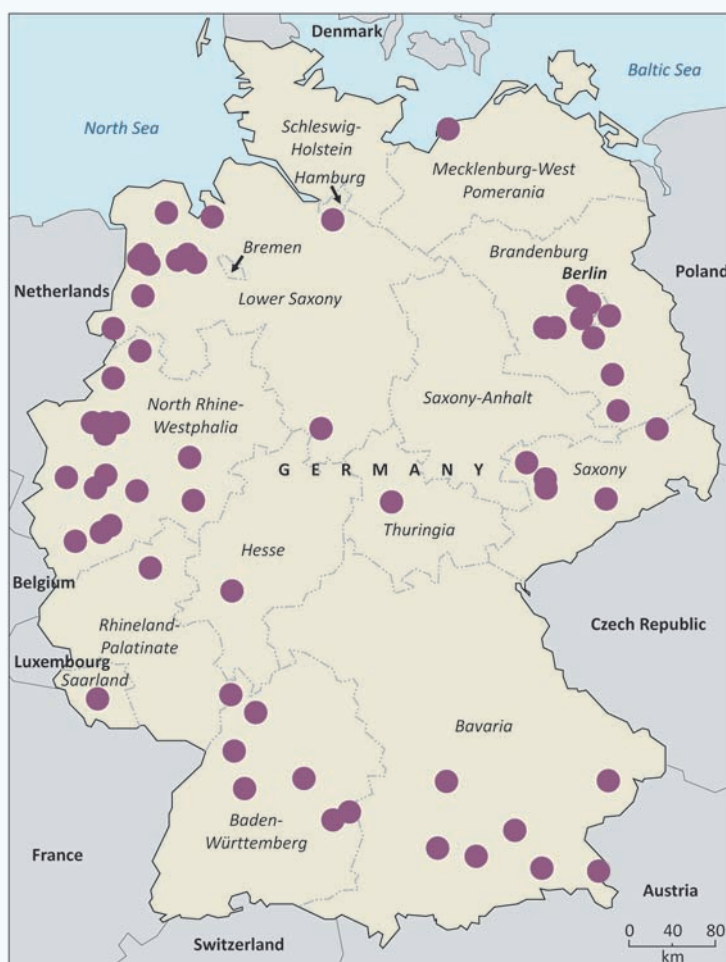 Denmark
Baltic Sea
North Sea
Schleswig-
Holstein
Hamburg
Mecklenburg-West
Pomerania
Bremen
Brandenburg
Berlin
Poland
Netherlands
Lower Saxony
Saxony-Anhalt
North Rhine-
Westphalia
GERMANY
Saxony
Thuringia
Hesse
Belgium
Rhineland-
Palatinate
Czech Republic
Luxembourg
Saarland
Bavaria
Baden-
Württemberg
France
Austria
Switzerland
0 40 80
km